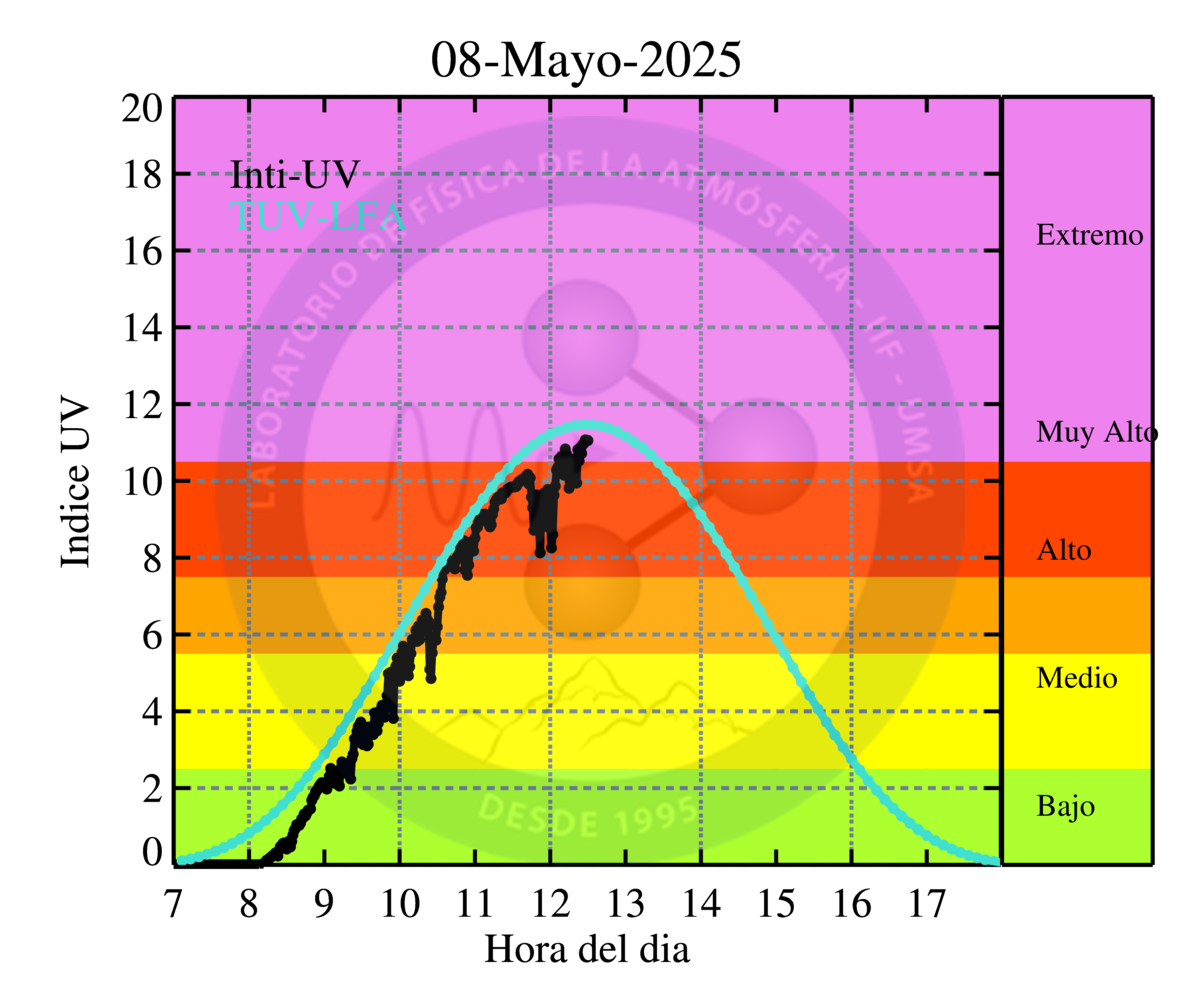 08-Mayo-2025
Inti-UV
TUV-LFA
LABORATORIO DE FÍSICA DE LA ATMÓSFERA - IIF - UMSA
DESDE 1995
Indice UV
20
18
16
14
12
10
8
6
4
2
0
7 8 9 10 11 12 13 14 15 16 17
Hora del dia
Extremo
Muy Alto
Alto
Medio
Bajo